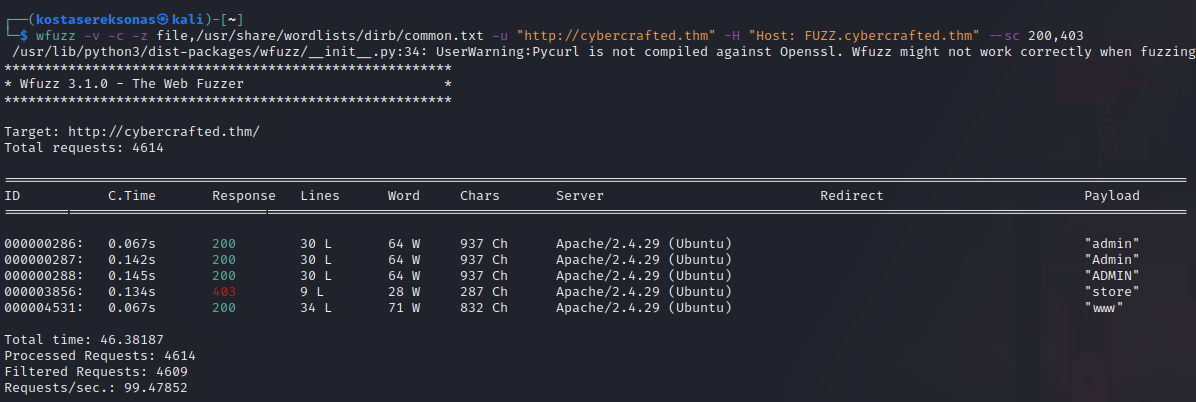 ┌──(kostasereksonas㉿kali)-[~]
└─$ wfuzz -v -c -z file,/usr/share/wordlists/dirb/common.txt -u "http://cybercrafted.thm" -H "Host: FUZZ.cybercrafted.thm" --sc 200,403
 /usr/lib/python3/dist-packages/wfuzz/__init__.py:34: UserWarning:Pycurl is not compiled against Openssl. Wfuzz might not work correctly when fuzzing
********************************************************
* Wfuzz 3.1.0 - The Web Fuzzer                         *
********************************************************

Target: http://cybercrafted.thm/
Total requests: 4614

====================================================================================================================================================
ID           C.Time       Response   Lines      Word     Chars       Server                           Redirect                         Payload
====================================================================================================================================================

000000286:   0.067s       200        30 L       64 W     937 Ch      Apache/2.4.29 (Ubuntu)                                            "admin"
000000287:   0.142s       200        30 L       64 W     937 Ch      Apache/2.4.29 (Ubuntu)                                            "Admin"
000000288:   0.145s       200        30 L       64 W     937 Ch      Apache/2.4.29 (Ubuntu)                                            "ADMIN"
000003856:   0.134s       403        9 L        28 W     287 Ch      Apache/2.4.29 (Ubuntu)                                            "store"
000004531:   0.067s       200        34 L       71 W     832 Ch      Apache/2.4.29 (Ubuntu)                                            "www"

Total time: 46.38187
Processed Requests: 4614
Filtered Requests: 4609
Requests/sec.: 99.47852